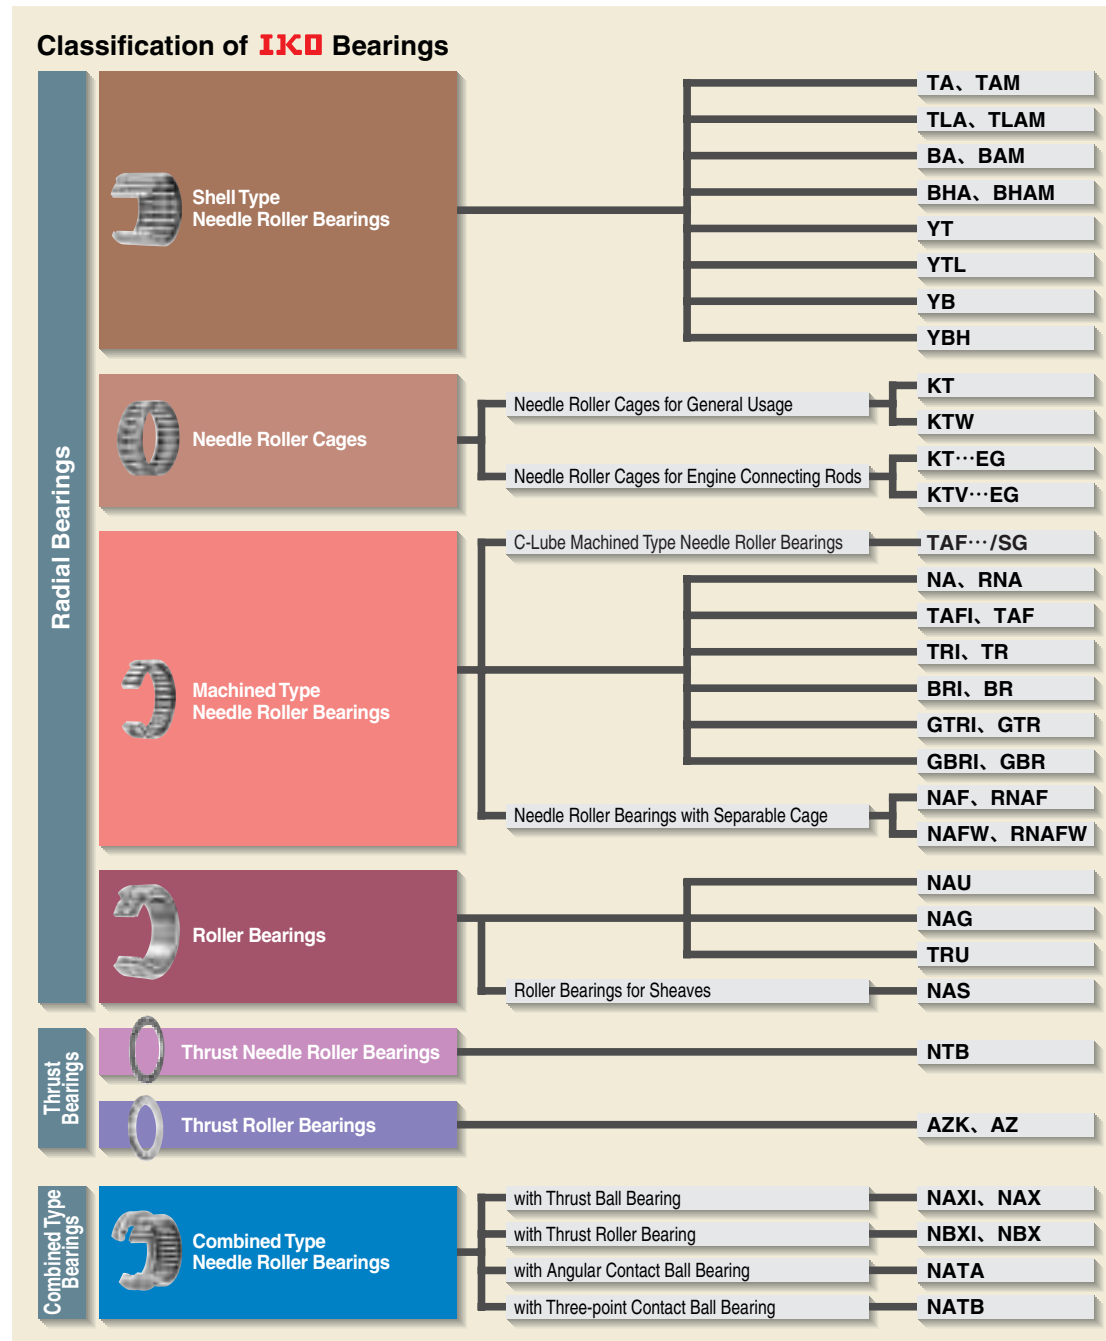 Classification of IKO Bearings
Radial Bearings
Shell Type
Needle Roller Bearings
TA、TAM
TLA、TLAM
BA、BAM
BHA、BHAM
YT
YTL
YB
YBH
Needle Roller Cages
Needle Roller Cages for General Usage
KT
KTW
Needle Roller Cages for Engine Connecting Rods
KT···EG
KTV···EG
Machined Type
Needle Roller Bearings
C-Lube Machined Type Needle Roller Bearings
TAF··· /SG
NA、RNA
TAFI、TAF
TRI、TR
BRI、BR
GTRI、GTR
GBRI、GBR
Needle Roller Bearings with Separable Cage
NAF、RNAF
NAFW、RNAFW
Roller Bearings
NAU
NAG
TRU
Roller Bearings for Sheaves
NAS
Thrust
Bearings
Thrust Needle Roller Bearings
NTB
Thrust Roller Bearings
AZK、AZ
Combined Type
Bearings
Combined Type
Needle Roller Bearings
with Thrust Ball Bearing
NAXI、NAX
with Thrust Roller Bearing
NBXI、NBX
with Angular Contact Ball Bearing
NATA
with Three-point Contact Ball Bearing
NATB